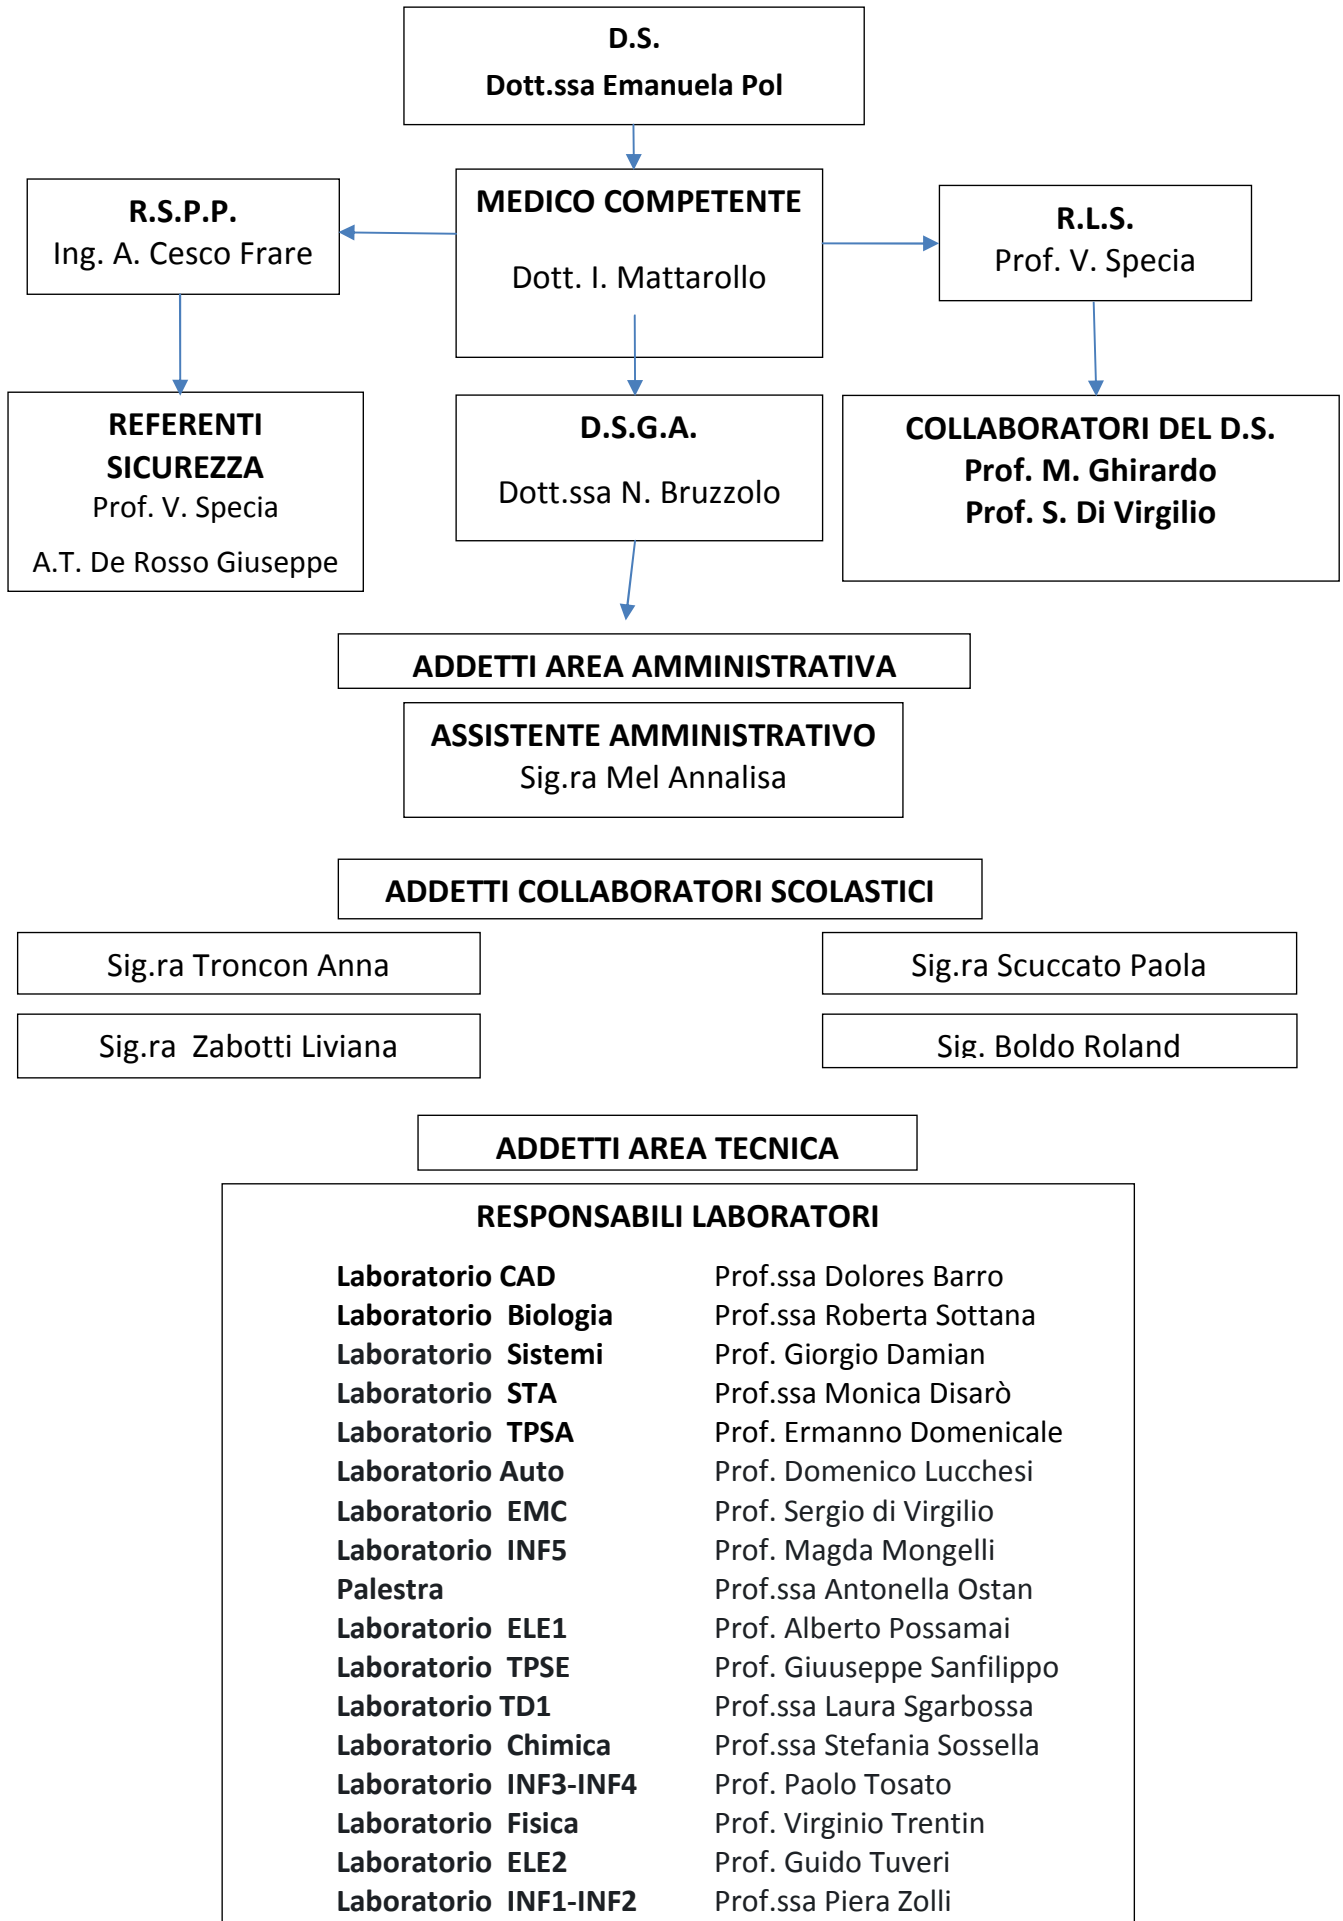 D.S.
Dott.ssa Emanuela Pol
R.S.P.P.
Ing. A. Cesco Frare
MEDICO COMPETENTE
Dott. I. Mattarollo
R.L.S.
Prof. V. Specia
REFERENTI
SICUREZZA
Prof. V. Specia
A.T. De Rosso Giuseppe
D.S.G.A.
Dott.ssa N. Bruzzolo
COLLABORATORI DEL D.S.
Prof. M. Ghirardo
Prof. S. Di Virgilio
ADDETTI AREA AMMINISTRATIVA
ASSISTENTE AMMINISTRATIVO
Sig.ra Mel Annalisa
ADDETTI COLLABORATORI SCOLASTICI
Sig.ra Troncon Anna
Sig.ra Scuccato Paola
Sig.ra Zabotti Liviana
Sig. Boldo Roland
ADDETTI AREA TECNICA
RESPONSABILI LABORATORI
Laboratorio CAD Prof.ssa Dolores Barro
Laboratorio Biologia Prof.ssa Roberta Sottana
Laboratorio Sistemi Prof. Giorgio Damian
Laboratorio STA Prof.ssa Monica Disarò
Laboratorio TPSA Prof. Ermanno Domenicale
Laboratorio Auto Prof. Domenico Lucchesi
Laboratorio EMC Prof. Sergio di Virgilio
Laboratorio INF5 Prof. Magda Mongelli
Palestra Prof.ssa Antonella Ostan
Laboratorio ELE1 Prof. Alberto Possamai
Laboratorio TPSE Prof. Giuuseppe Sanfilippo
Laboratorio TD1 Prof.ssa Laura Sgarbossa
Laboratorio Chimica Prof.ssa Stefania Sossella
Laboratorio INF3-INF4 Prof. Paolo Tosato
Laboratorio Fisica Prof. Virginio Trentin
Laboratorio ELE2 Prof. Guido Tuveri
Laboratorio INF1-INF2 Prof.ssa Piera Zolli